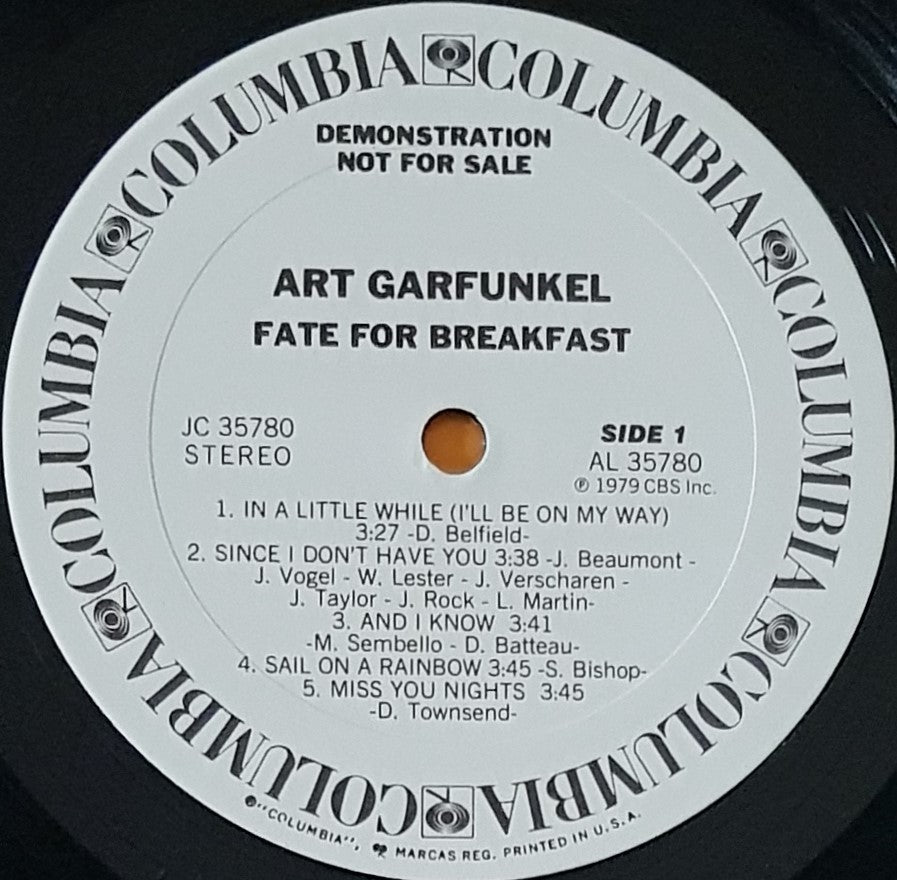 COLUMBIA COLUMBIA COLUMBIA COLUMBIA COLUMBIA COLUMBIA COLUMBIA COLUMBIA
DEMONSTRATION
NOT FOR SALE
ART GARFUNKEL
FATE FOR BREAKFAST
JC 35780
STEREO
SIDE 1
AL 35780
℗ 1979 CBS Inc.
1. IN A LITTLE WHILE (I'LL BE ON MY WAY)
3:27 -D. Belfield-
2. SINCE I DON'T HAVE YOU 3:38 -J. Beaumont -
J. Vogel - W. Lester - J. Verscharen -
J. Taylor - J. Rock - L. Martin-
3. AND I KNOW 3:41
-M. Sembello - D. Batteau-
4. SAIL ON A RAINBOW 3:45 -S. Bishop-
5. MISS YOU NIGHTS 3:45
-D. Townsend-
"COLUMBIA", MARCAS REG. PRINTED IN U.S.A.